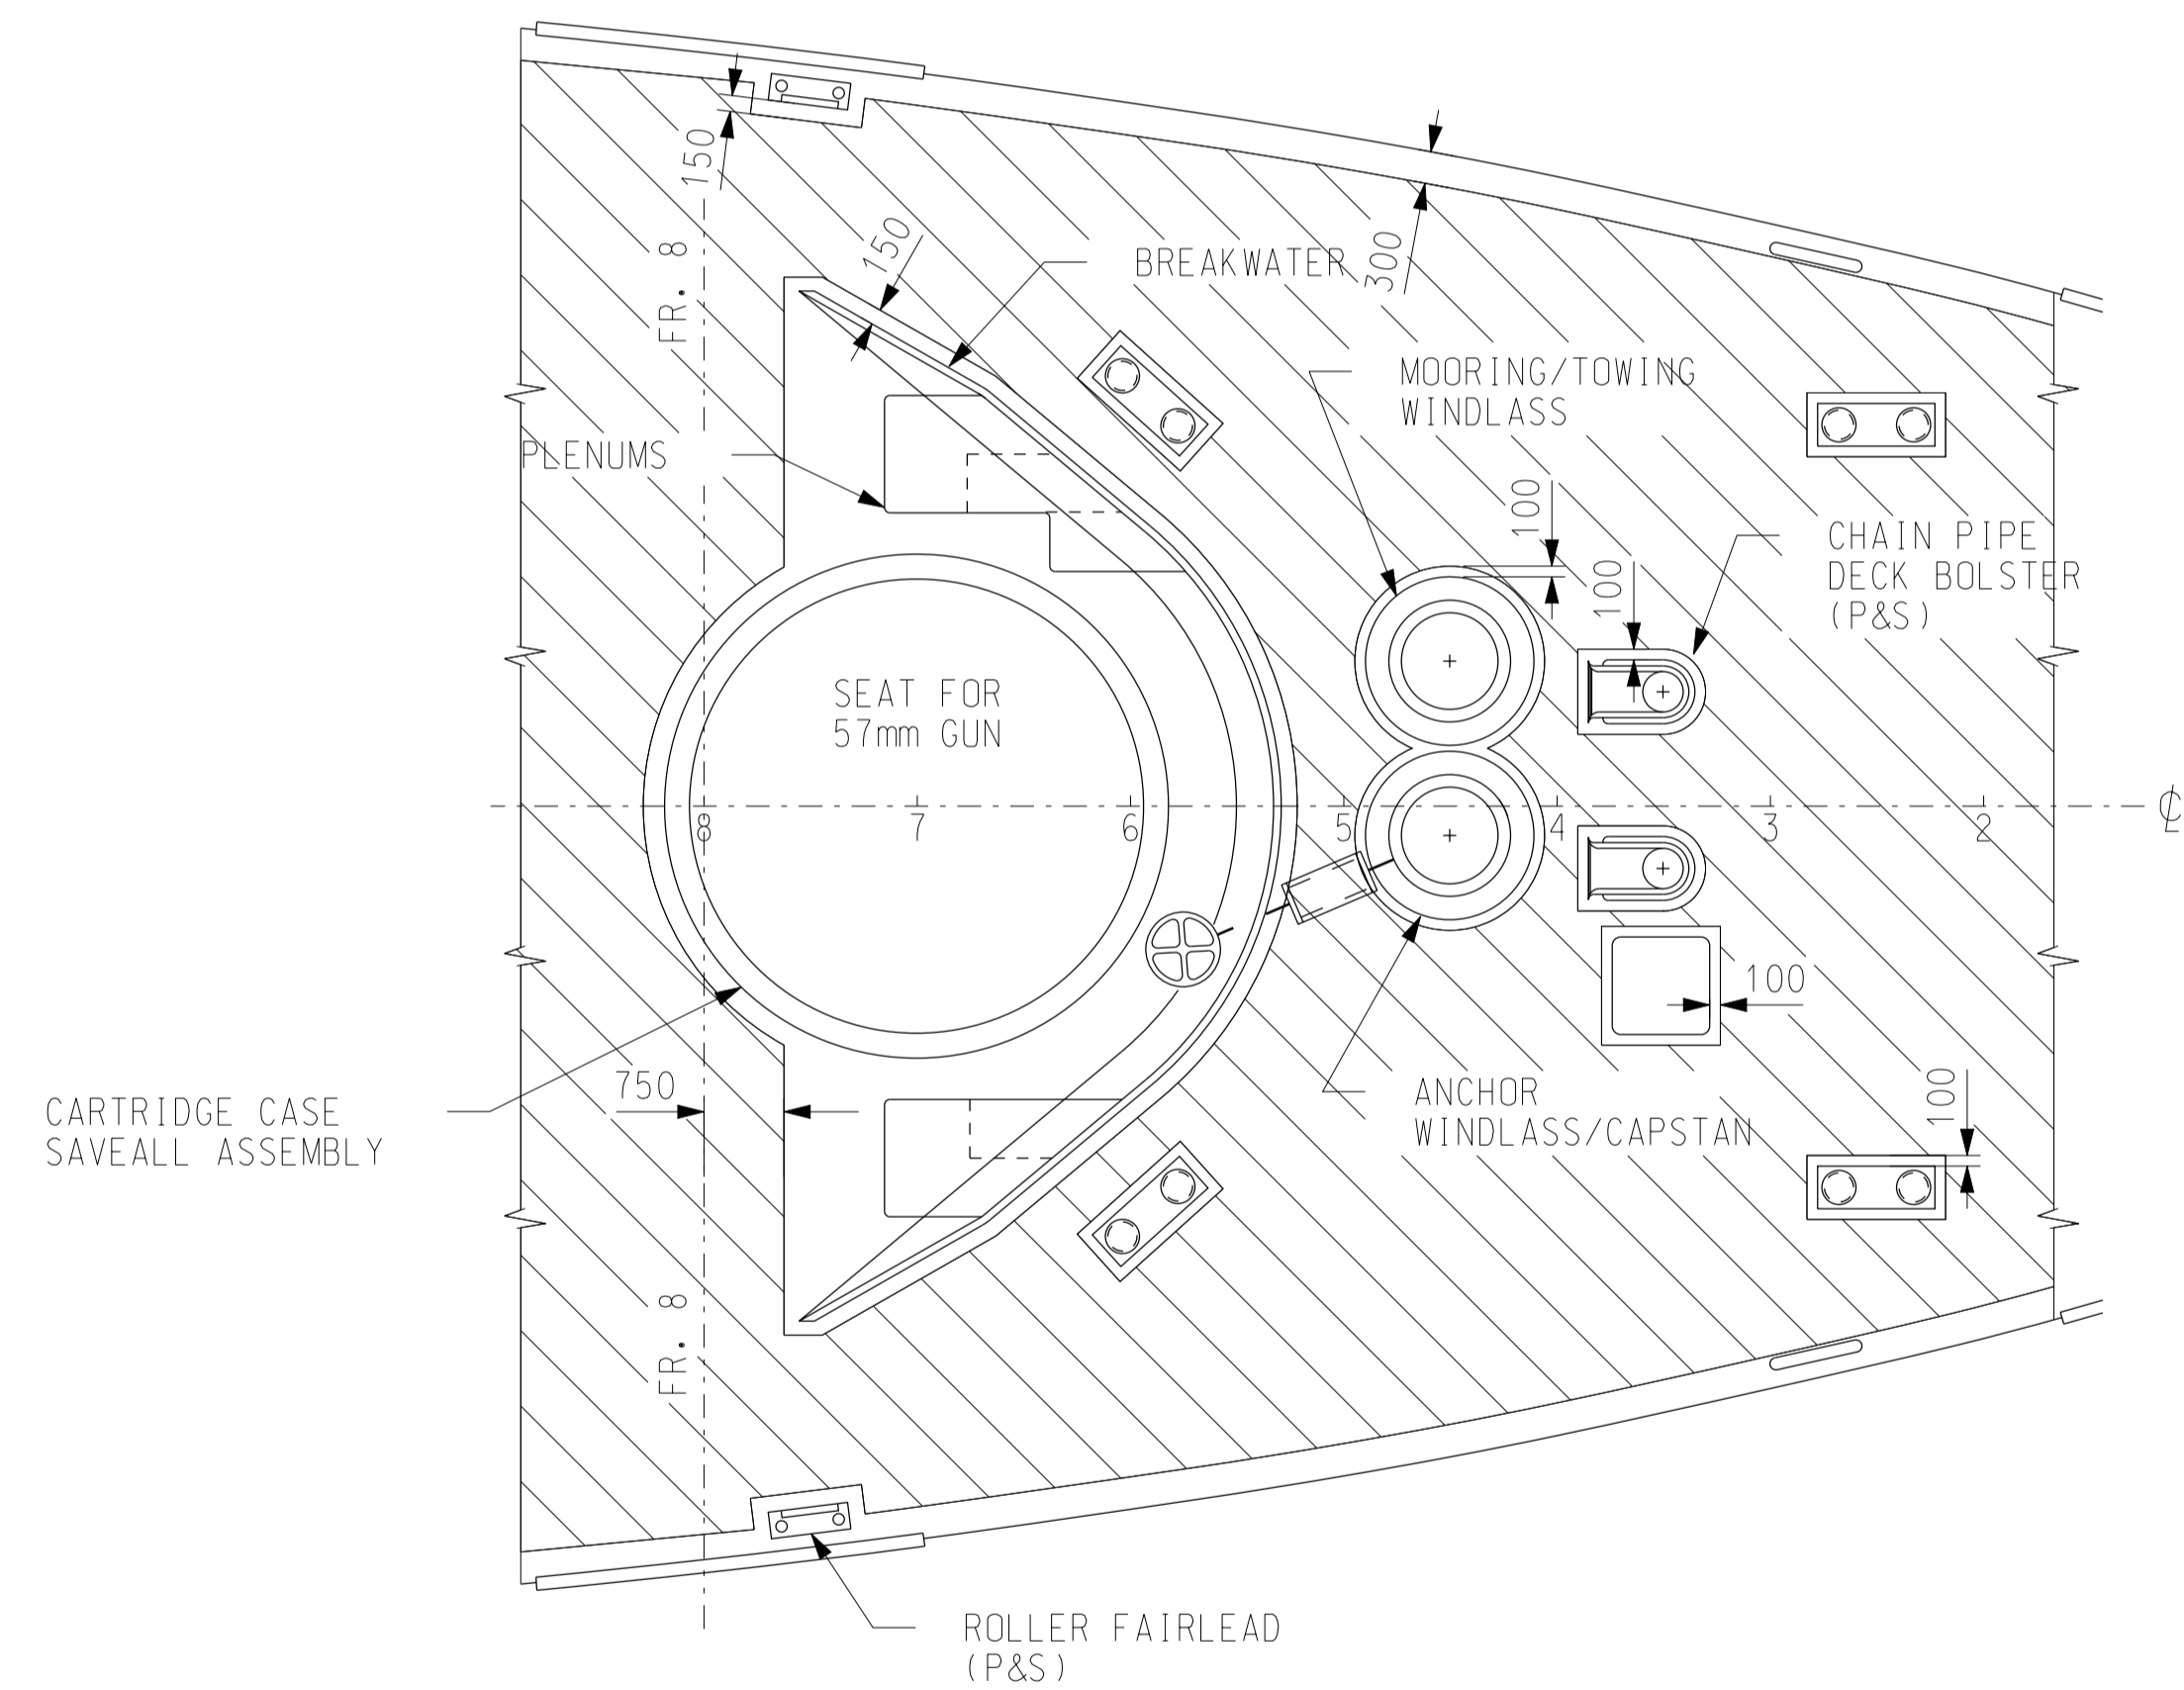 150
FR. 8
150
BREAKWATER
300
MOORING/TOWING
WINDLASS
PLENUMS
100
100
CHAIN PIPE
DECK BOLSTER
(P&S)
SEAT FOR
57mm GUN
8
7
6
5
4
3
2
℄
100
750
CARTRIDGE CASE
SAVEALL ASSEMBLY
ANCHOR
WINDLASS/CAPSTAN
100
FR. 8
ROLLER FAIRLEAD
(P&S)